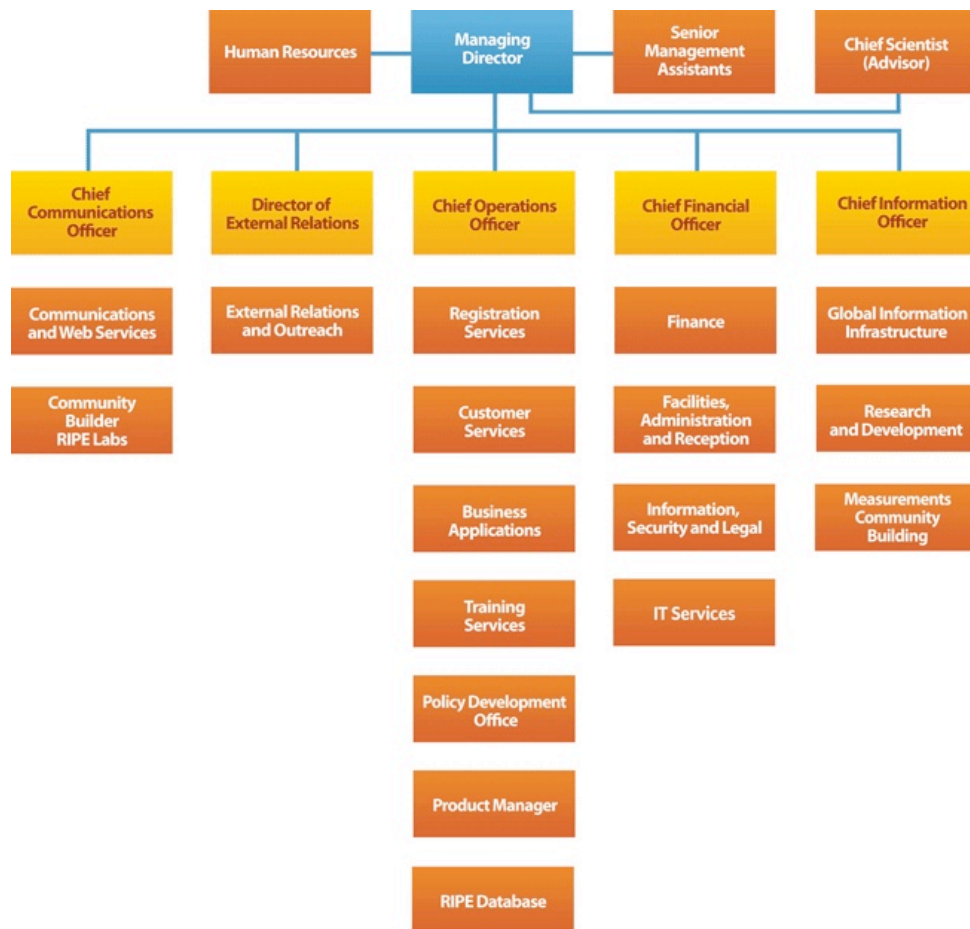 Human Resources
Managing
Director
Senior
Management
Assistants
Chief Scientist
(Advisor)
Chief
Communications
Officer
Director of
External Relations
Chief Operations
Officer
Chief Financial
Officer
Chief Information
Officer
Communications
and Web Services
External Relations
and Outreach
Registration
Services
Finance
Global Information
Infrastructure
Community
Builder
RIPE Labs
Customer
Services
Facilities,
Administration
and Reception
Research
and Development
Business
Applications
Information,
Security and Legal
Measurements
Community
Building
Training
Services
IT Services
Policy Development
Office
Product Manager
RIPE Database